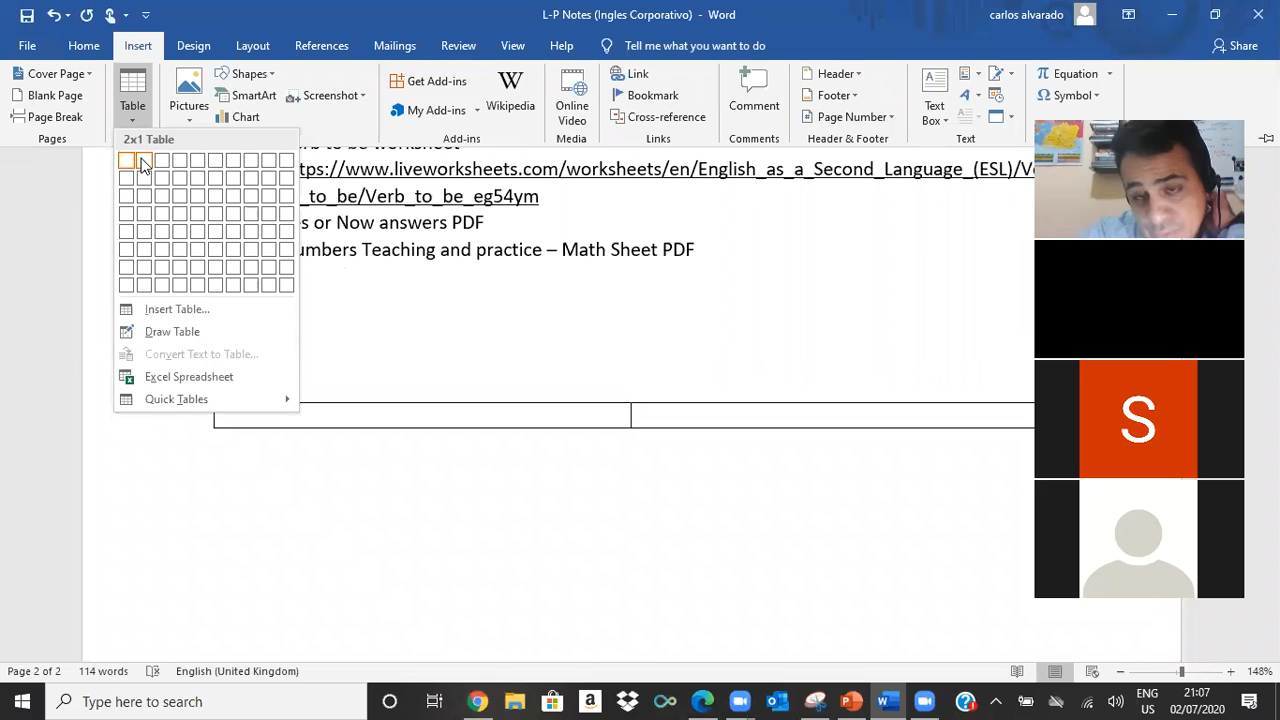 L-P Notes (Ingles Corporativo) - Word
carlos alvarado
File Home Insert Design Layout References Mailings Review View Help Tell me what you want to do Share
Cover Page
Blank Page
Page Break
Pages
Table
Pictures
Shapes
SmartArt
Chart
Screenshot
Get Add-ins
My Add-ins
Wikipedia
Add-ins
Online
Video
Media
Link
Bookmark
Cross-reference
Links
Comment
Comments
Header
Footer
Page Number
Header & Footer
Text
Box
Text
Equation
Symbol
Symbols
2x1 Table
Insert Table...
Draw Table
Convert Text to Table...
Excel Spreadsheet
Quick Tables
to be worksheet
tps://www.liveworksheets.com/worksheets/en/English_as_a_Second_Language_(ESL)/Ve
_to_be/Verb_to_be_eg54ym
s or Now answers PDF
umbers Teaching and practice – Math Sheet PDF
S
Page 2 of 2 114 words English (United Kingdom) 148%
Type here to search
ENG
US
21:07
02/07/2020